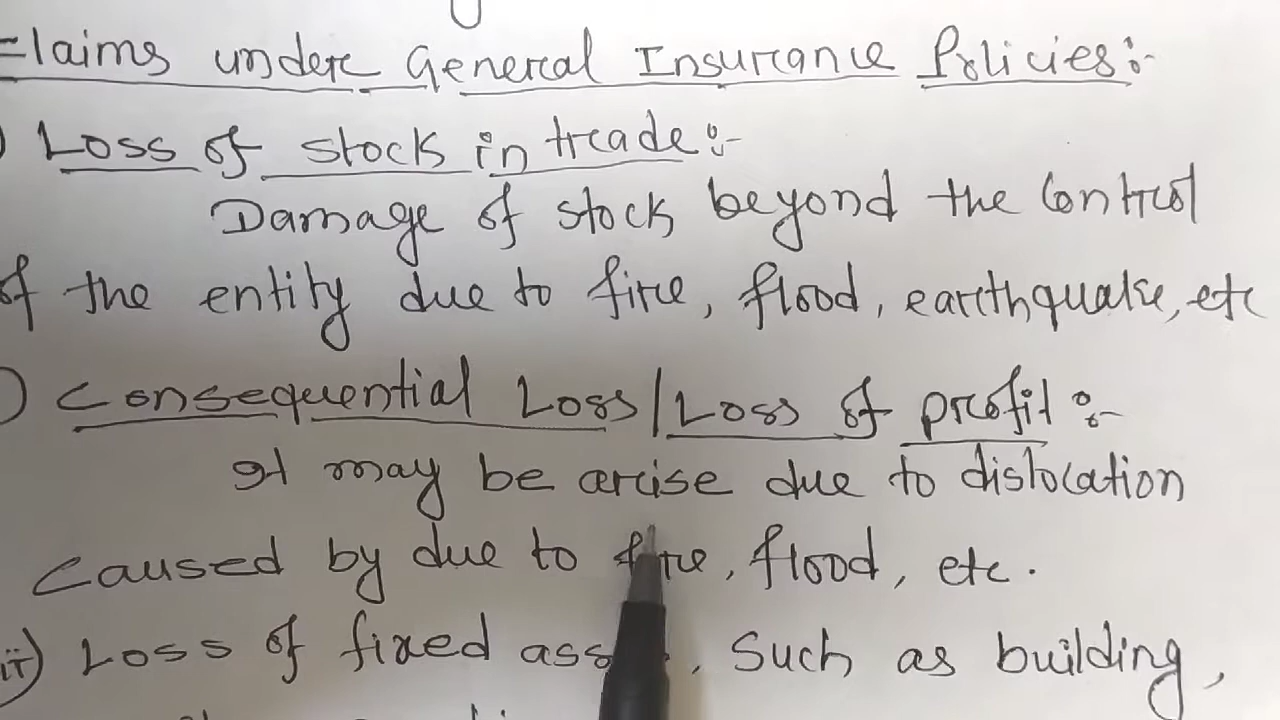 Claims under General Insurance Policies:-
) Loss of stock in trade:-
Damage of stock beyond the control
of the entity due to fire, flood, earthquake, etc
) Consequential Loss/Loss of profit:-
It may be arise due to dislocation
caused by due to fire, flood, etc.
ii) Loss of fixed , such as building,